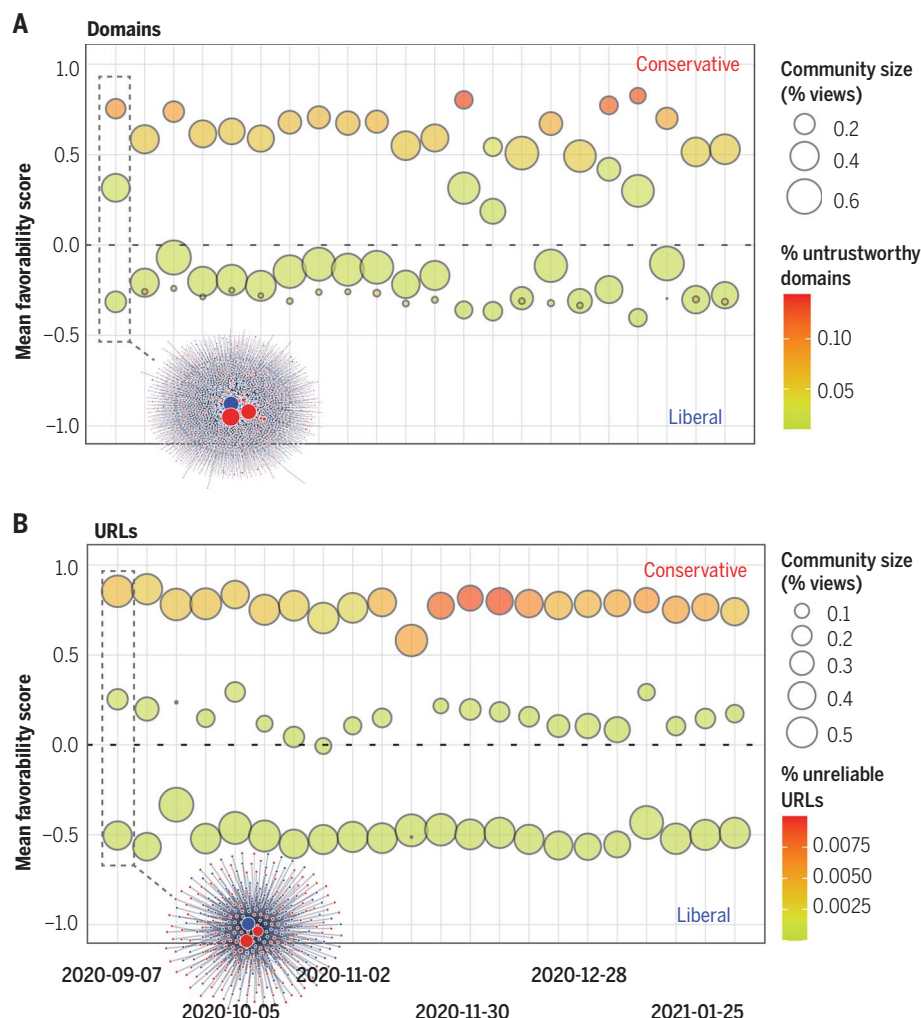 A
Domains
1.0
0.5
0.0
−0.5
−1.0
Mean favorability score
Conservative
Liberal
Community size
(% views)
0.2
0.4
0.6
% untrustworthy
domains
0.10
0.05
B
URLs
1.0
0.5
0.0
−0.5
−1.0
Mean favorability score
Conservative
Liberal
Community size
(% views)
0.1
0.2
0.3
0.4
0.5
% unreliable
URLs
0.0075
0.0050
0.0025
2020-09-07
2020-11-02
2020-12-28
2020-10-05
2020-11-30
2021-01-25